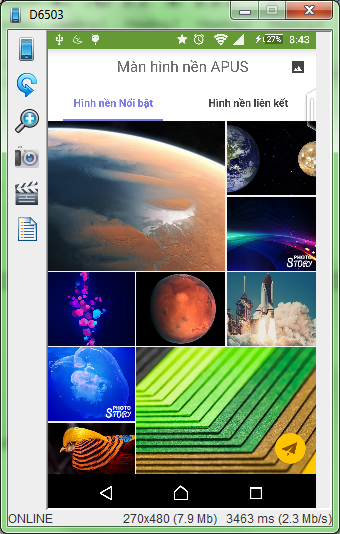 D6503
27% 8:43
Màn hình nền APUS
Hình nền Nổi bật Hình nền liên kết
PHOTO
STORY
PHOTO
STORY
ONLINE 270x480 (7.9 Mb) 3463 ms (2.3 Mb/s)